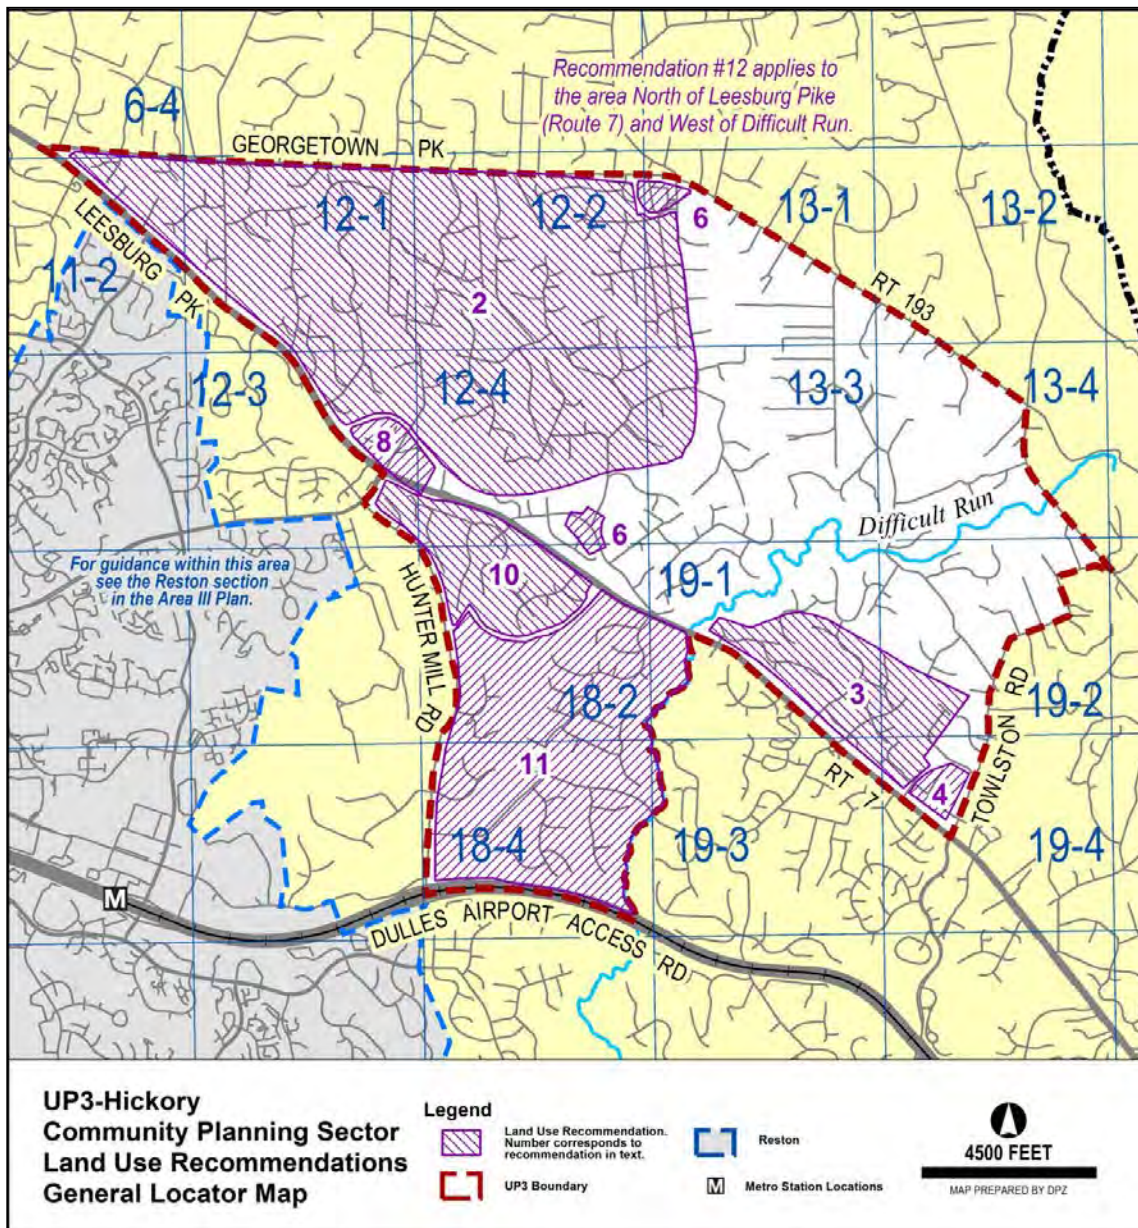 Recommendation #12 applies to
the area North of Leesburg Pike
(Route 7) and West of Difficult Run.
6-4
GEORGETOWN PK
12-1
12-2
6
13-1
13-2
LEESBURG PK
11-2
RT 193
2
12-3
12-4
13-3
13-4
8
Difficult Run
6
For guidance within this area
see the Reston section
in the Area III Plan.
10
19-1
HUNTER MILL RD
18-2
3
19-2
TOWLSTON RD
11
RT 7
4
18-4
19-3
19-4
M
DULLES AIRPORT ACCESS RD
UP3-Hickory
Community Planning Sector
Land Use Recommendations
General Locator Map
Legend
Land Use Recommendation.
Number corresponds to
recommendation in text.
UP3 Boundary
Reston
M Metro Station Locations
4500 FEET
MAP PREPARED BY DPZ